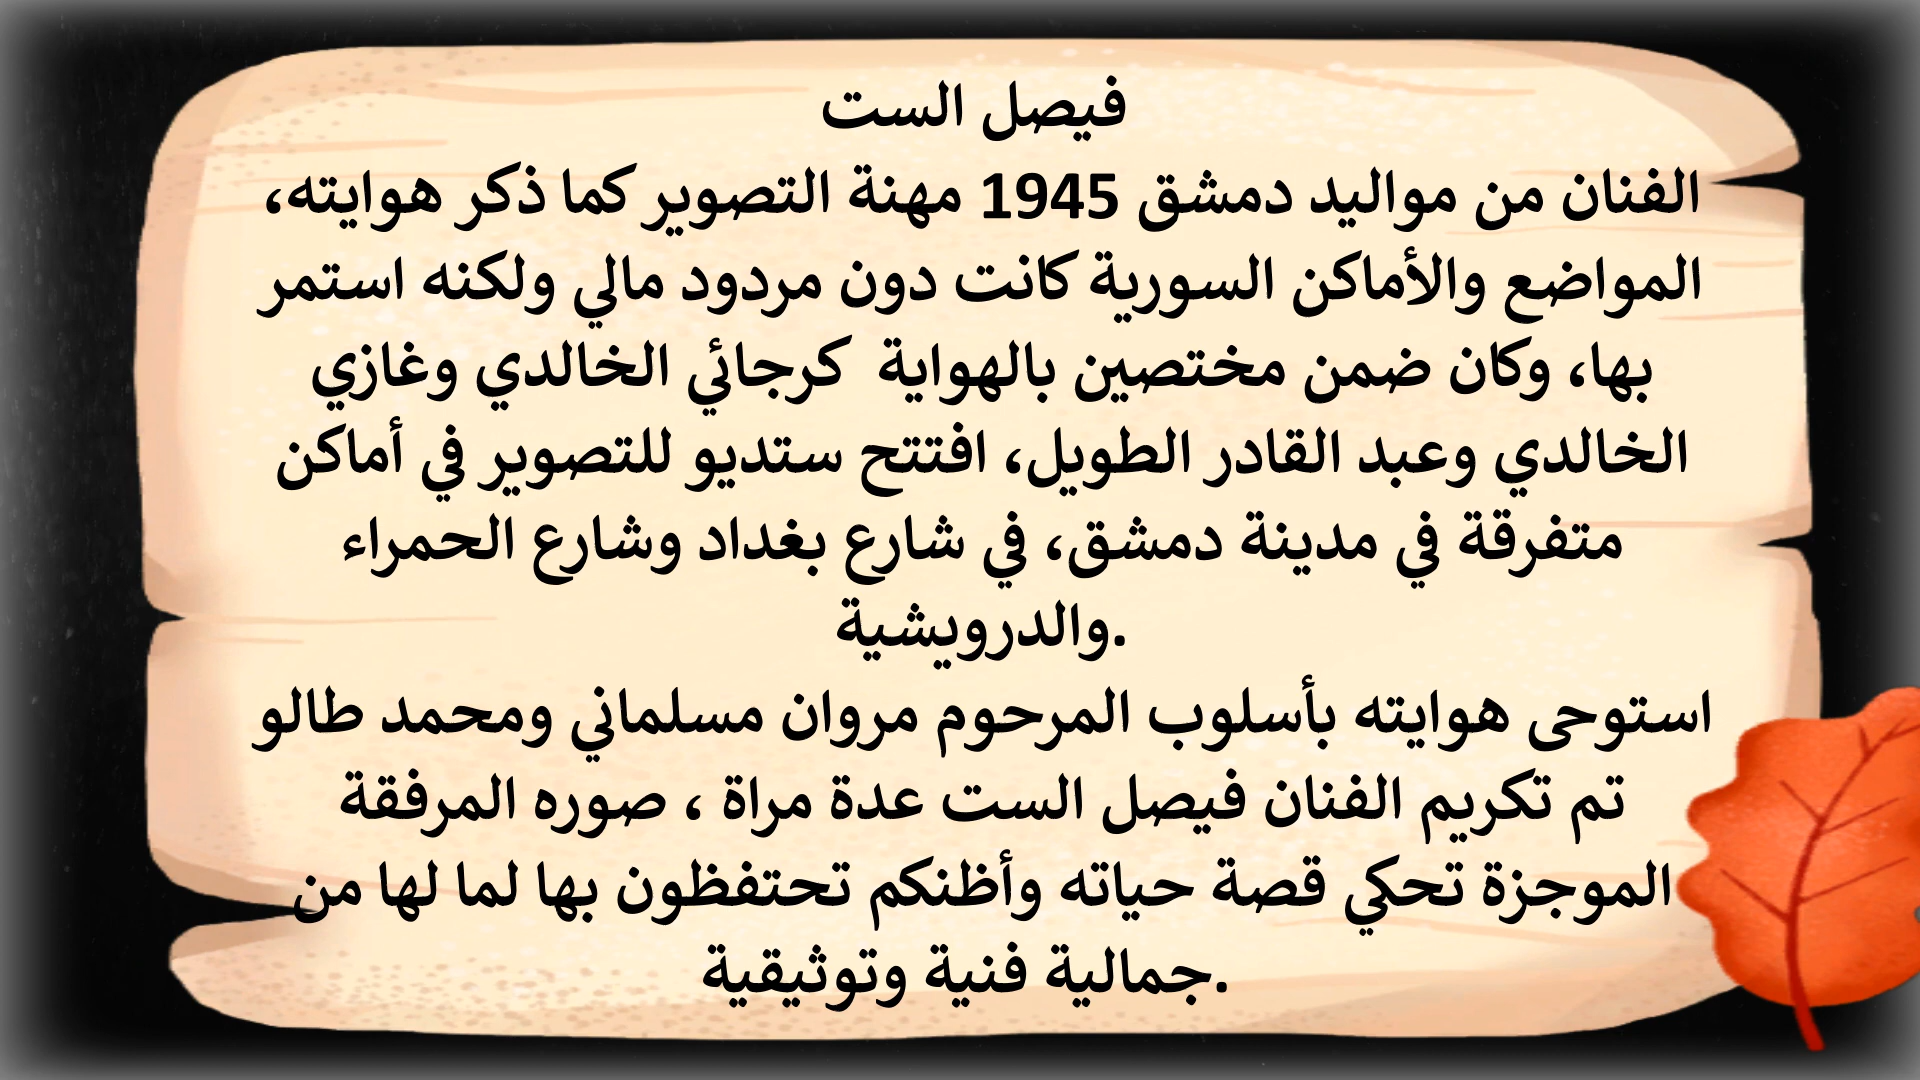 فيصل الست
الفنان من مواليد دمشق 1945 مهنة التصوير كما ذكر هوايته،
المواضع والأماكن السورية كانت دون مردود مالي ولكنه استمر
بها، وكان ضمن مختصين بالهواية كرجائي الخالدي وغازي
الخالدي وعبد القادر الطويل، افتتح ستديو للتصوير في أماكن
متفرقة في مدينة دمشق، في شارع بغداد وشارع الحمراء
.والدرويشية
استوحى هوايته بأسلوب المرحوم مروان مسلماني ومحمد طالو
تم تكريم الفنان فيصل الست عدة مراة ، صوره المرفقة
الموجزة تحكي قصة حياته وأظنكم تحتفظون بها لما لها من
.جمالية فنية وتوثيقية